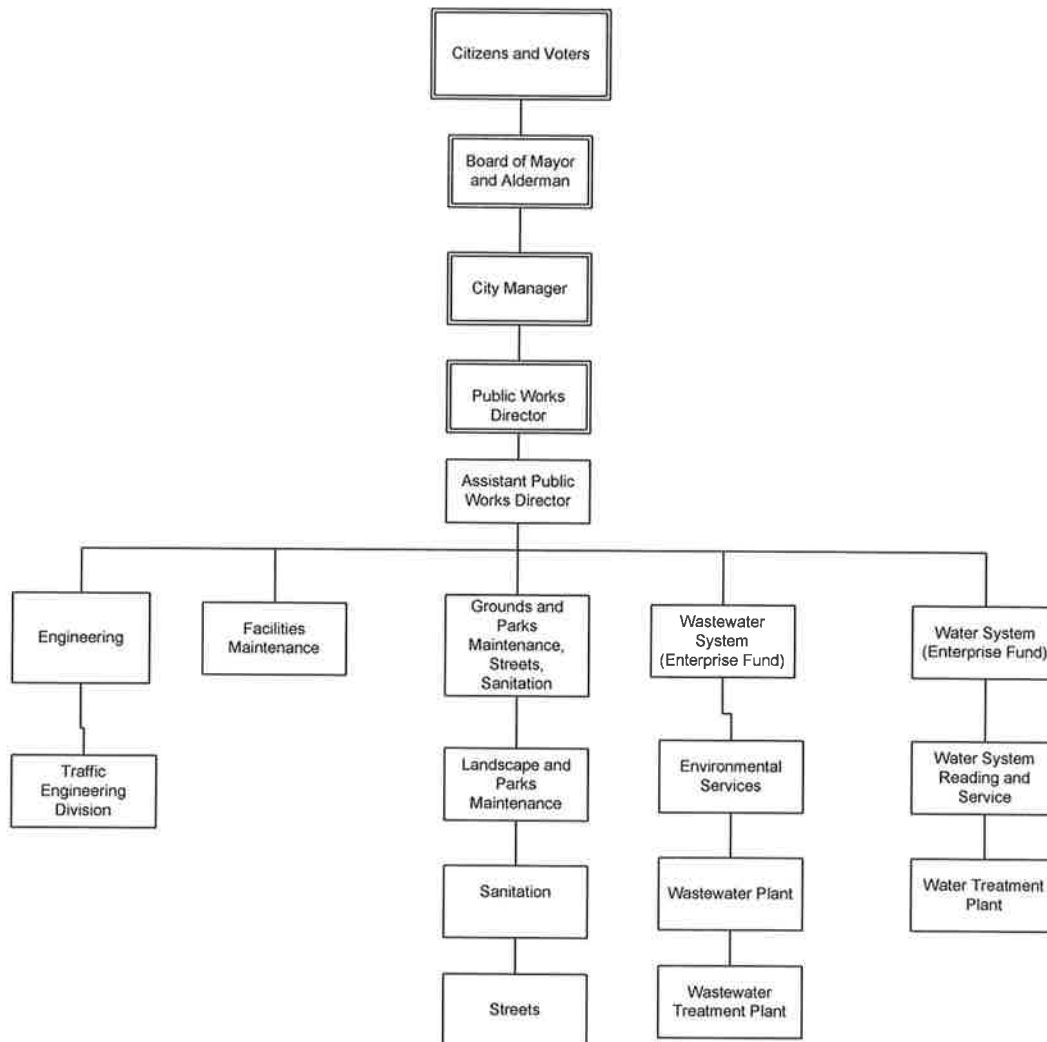 Citizens and Voters
Board of Mayor
and Alderman
City Manager
Public Works
Director
Assistant Public
Works Director
Engineering
Facilities
Maintenance
Grounds and
Parks
Maintenance,
Streets,
Sanitation
Wastewater
System
(Enterprise Fund)
Water System
(Enterprise Fund)
Traffic
Engineering
Division
Landscape and
Parks
Maintenance
Environmental
Services
Water System
Reading and
Service
Sanitation
Wastewater Plant
Water Treatment
Plant
Streets
Wastewater
Treatment Plant